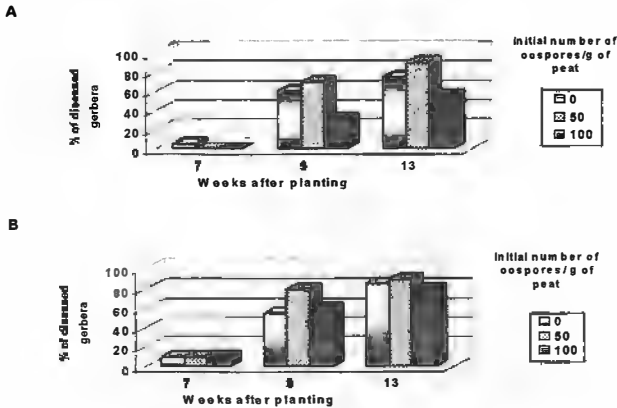 A
Initial number of
oospores/g of
peat
% of diseased
gerbera
100
80
60
40
20
0
7
9
13
Weeks after planting
0
50
100
B
Initial number of
oospores/g of
peat
% of diseased
gerbera
100
80
60
40
20
0
7
9
13
Weeks after planting
0
50
100